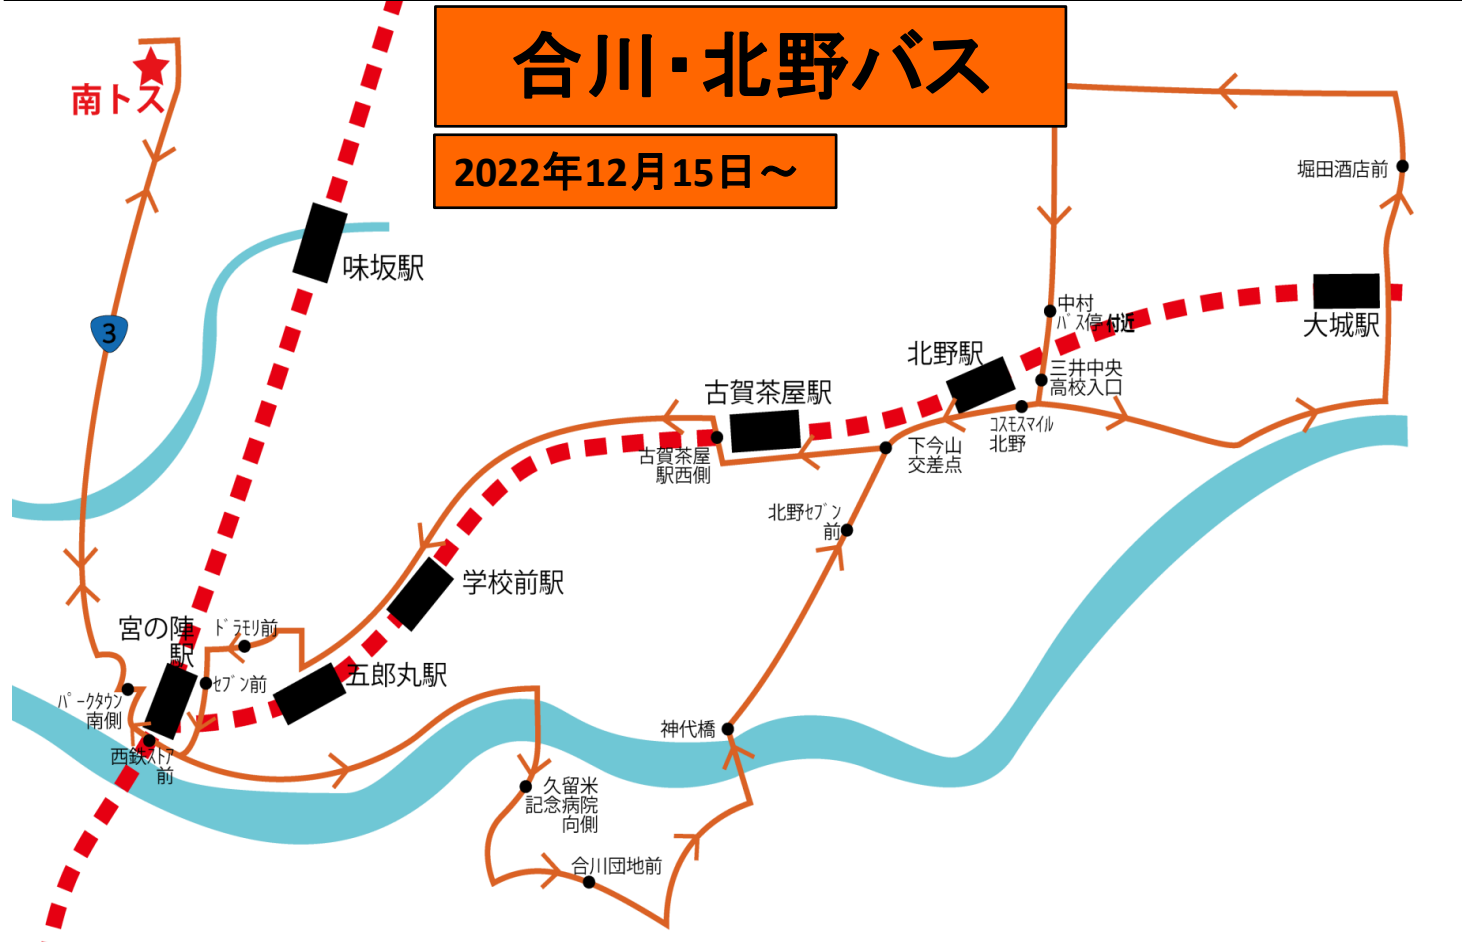 合川・北野バス
2022年12月15日～
南トス
3
味坂駅
堀田酒店前
中村
ﾊﾞｽ停付近
大城駅
北野駅
三井中央
高校入口
古賀茶屋駅
ｺｽﾓｽﾏｲﾙ
北野
下今山
交差点
古賀茶屋
駅西側
北野ｾﾌﾞﾝ
前
学校前駅
宮の陣
駅
ﾄﾞﾗﾓﾘ前
五郎丸駅
ｾﾌﾞﾝ前
ﾊﾟｰｸﾀｳﾝ
南側
神代橋
西鉄ｽﾄｱ
前
久留米
記念病院
向側
合川団地前